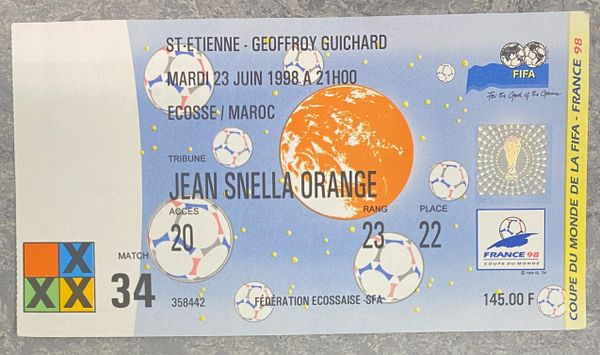 ST-ETIENNE - GEOFFROY GUICHARD
MARDI 23 JUIN 1998 A 21H00
ECOSSE / MAROC
FIFA
For the Good of the Game
TRIBUNE
JEAN SNELLA ORANGE
ACCES RANG PLACE
20 23 22
X
X X
MATCH
34
358442
FÉDÉRATION ECOSSAISE -SFA
145.00 F
FRANCE 98
COUPE DU MONDE
COUPE DU MONDE DE LA FIFA - FRANCE 98